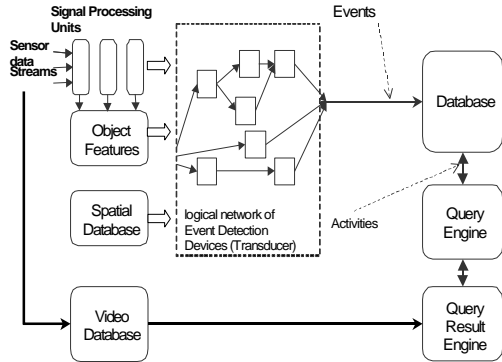 Signal Processing
Units
Sensor
data
Streams
Events
Object
Features
Database
Spatial
Database
logical network of
Event Detection
Devices (Transducer)
Activities
Query
Engine
Video
Database
Query
Result
Engine